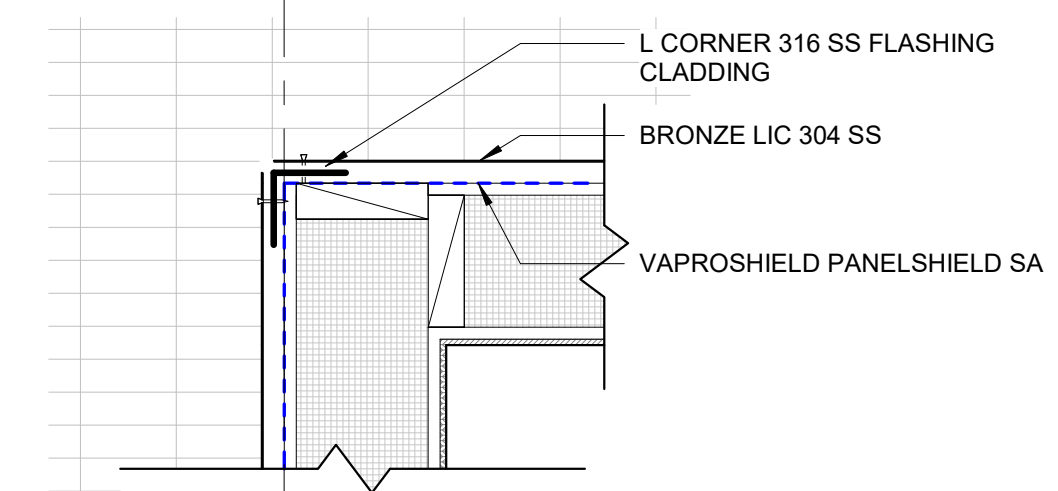 L CORNER 316 SS FLASHING
CLADDING
BRONZE LIC 304 SS
VAPROSHIELD PANELSHIELD SA